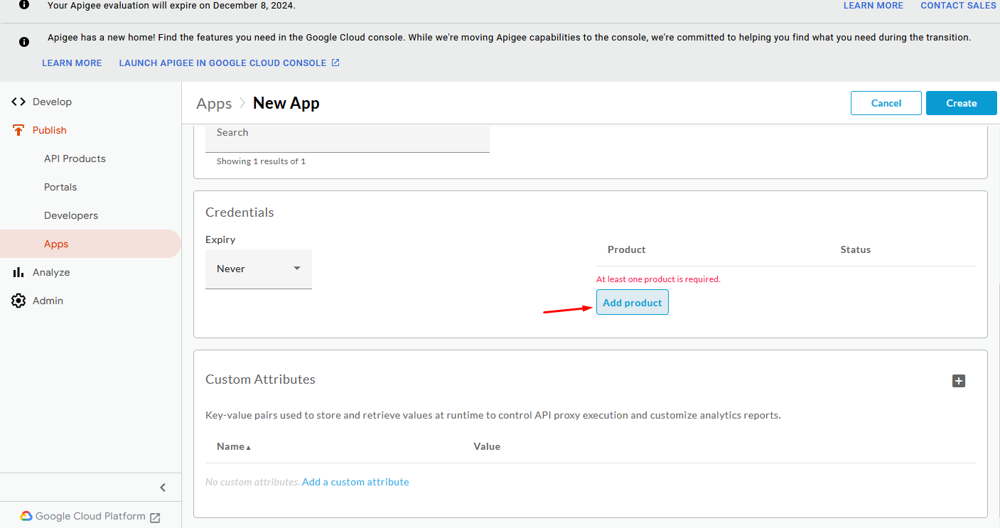 Your Apigee evaluation will expire on December 8, 2024.
LEARN MORE CONTACT SALES
Apigee has a new home! Find the features you need in the Google Cloud console. While we're moving Apigee capabilities to the console, we're committed to helping you find what you need during the transition.
LEARN MORE LAUNCH APIGEE IN GOOGLE CLOUD CONSOLE
Develop
Publish
API Products
Portals
Developers
Apps
Analyze
Admin
Google Cloud Platform
Apps New App
Cancel Create
Search
Showing 1 results of 1
Credentials
Expiry
Never
Product Status
At least one product is required.
Add product
Custom Attributes
Key-value pairs used to store and retrieve values at runtime to control API proxy execution and customize analytics reports.
Name Value
No custom attributes. Add a custom attribute